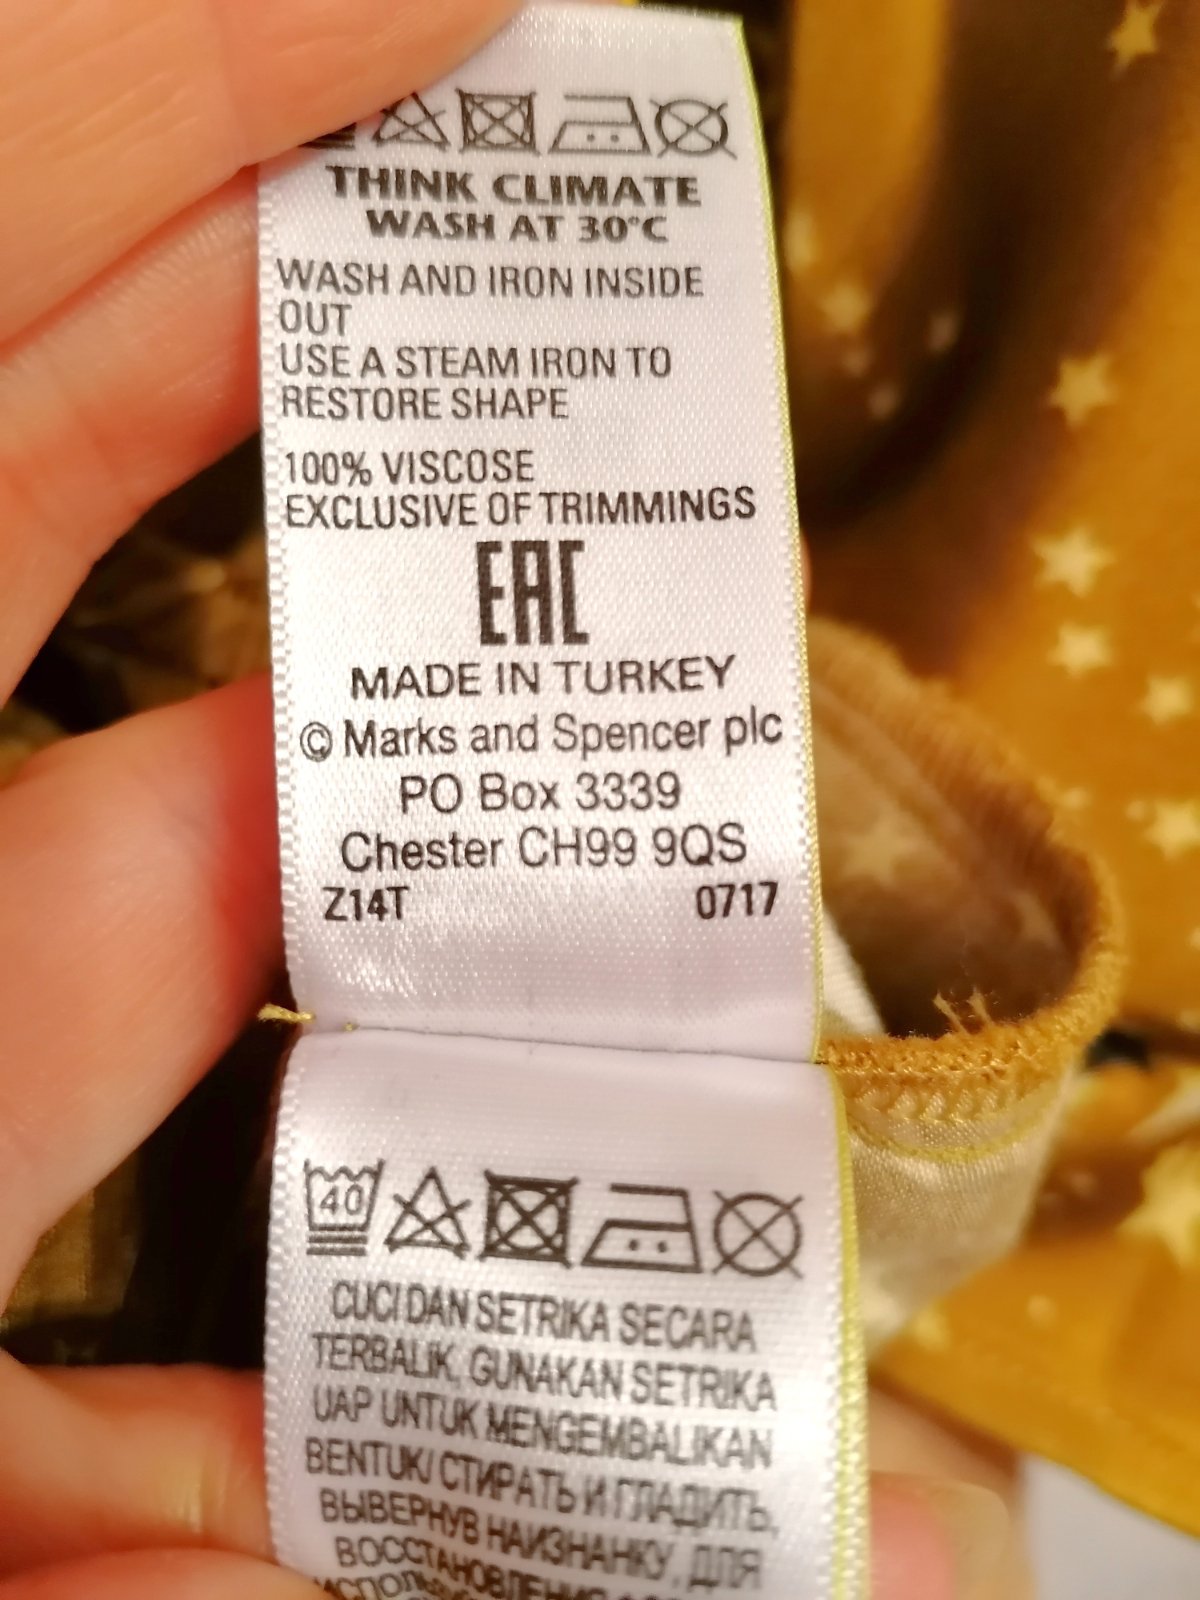 THINK CLIMATE
WASH AT 30°C
WASH AND IRON INSIDE
OUT
USE A STEAM IRON TO
RESTORE SHAPE
100% VISCOSE
EXCLUSIVE OF TRIMMINGS
EAC
MADE IN TURKEY
© Marks and Spencer plc
PO Box 3339
Chester CH99 9QS
Z14T 0717
40
CUCI DAN SETRIKA SECARA
TERBALIK, GUNAKAN SETRIKA
UAP UNTUK MENGEMBALIKAN
BENTUK/ СТИРАТЬ И ГЛАДИТЬ,
ВЫВЕРНУВ НАИЗНАНКУ, ДЛЯ
ВОССТАНОВЛЕНИЯ